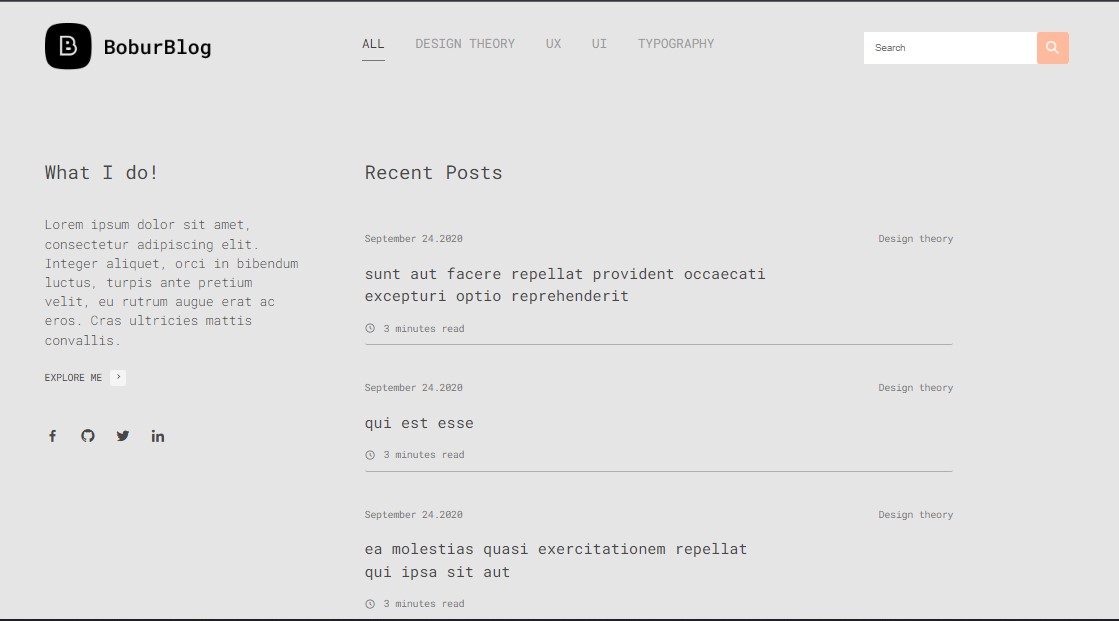 B BoburBlog
ALL DESIGN THEORY UX UI TYPOGRAPHY
Search
What I do!
Lorem ipsum dolor sit amet,
consectetur adipiscing elit.
Integer aliquet, orci in bibendum
luctus, turpis ante pretium
velit, eu rutrum augue erat ac
eros. Cras ultricies mattis
convallis.
EXPLORE ME
Recent Posts
September 24.2020 Design theory
sunt aut facere repellat provident occaecati
excepturi optio reprehenderit
3 minutes read
September 24.2020 Design theory
qui est esse
3 minutes read
September 24.2020 Design theory
ea molestias quasi exercitationem repellat
qui ipsa sit aut
3 minutes read